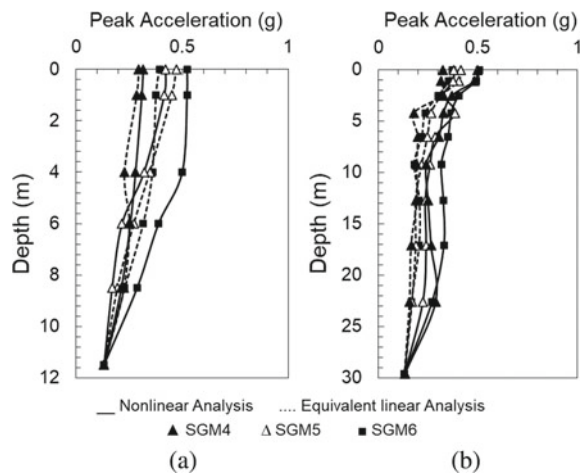 Peak Acceleration (g)
0 0.5 1
0
2
4
6
8
10
12
Depth (m)
Peak Acceleration (g)
0 0.5 1
0
5
10
15
20
25
30
Depth (m)
Nonlinear Analysis .... Equivalent linear Analysis
▲ SGM4 △ SGM5 ■ SGM6
(a) (b)